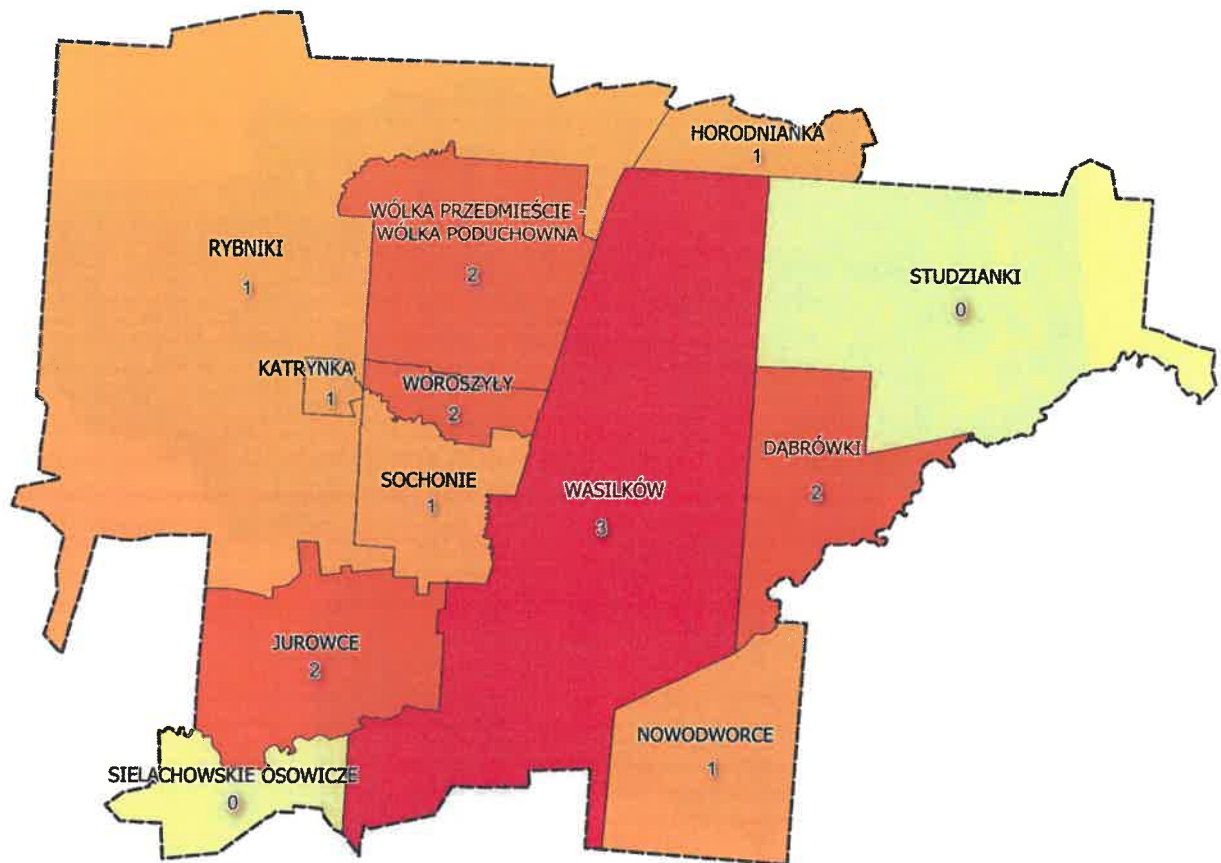 HORODNIANKA
1
WÓLKA PRZEDMIEŚCIE -
WÓLKA PODUCHOWNA
2
RYBNIKI
1
STUDZIANKI
0
KATRYNKA
1
WOROSZYŁY
2
DĄBRÓWKI
2
SOCHONIE
1
WASILKÓW
3
JUROWCE
2
NOWODWORCE
1
SIELACHOWSKIE OSOWICZE
0